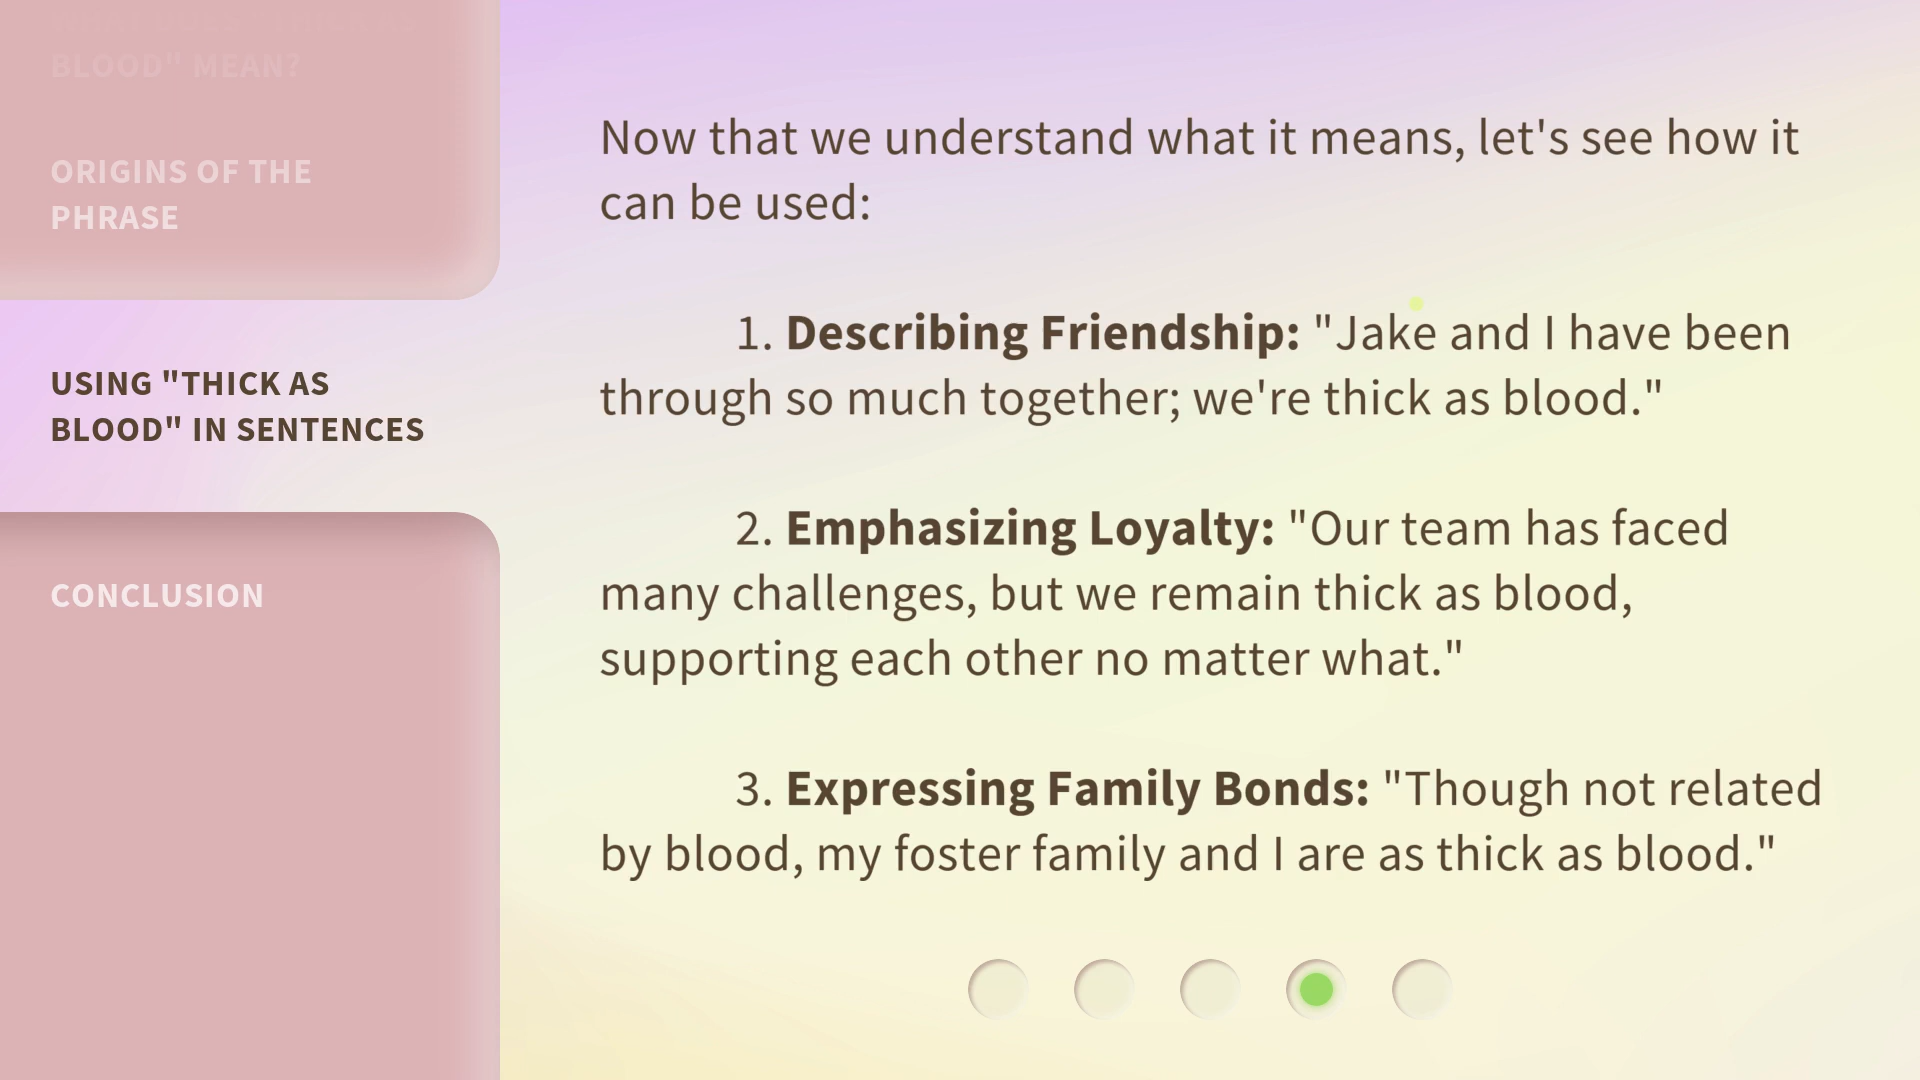 BLOOD" MEAN?
ORIGINS OF THE
PHRASE
USING "THICK AS
BLOOD" IN SENTENCES
CONCLUSION
Now that we understand what it means, let's see how it
can be used:
1. Describing Friendship: "Jake and I have been
through so much together; we're thick as blood."
2. Emphasizing Loyalty: "Our team has faced
many challenges, but we remain thick as blood,
supporting each other no matter what."
3. Expressing Family Bonds: "Though not related
by blood, my foster family and I are as thick as blood."